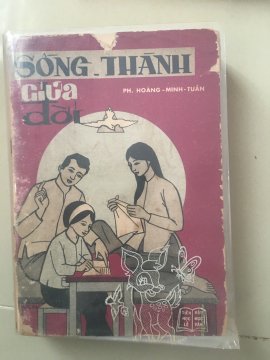 SỐNG-THÁNH
GIỮA
đời
PH. HOÀNG-MINH-TUẤN